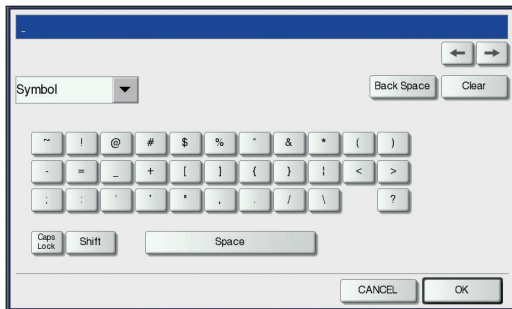 _
Symbol
Back Space Clear
~ ! @ # $ % ^ & * ( )
- = _ + [ ] { } ¦ < >
; : ` ' " , . / \ ?
Caps Lock Shift Space
CANCEL OK